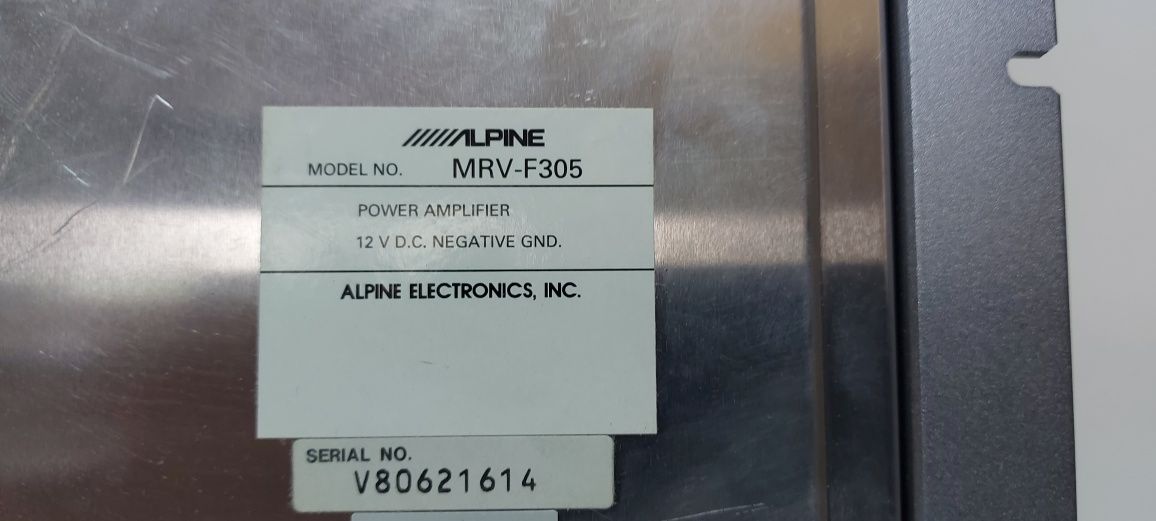 ALPINE
MODEL NO. MRV-F305
POWER AMPLIFIER
12 V D.C. NEGATIVE GND.
ALPINE ELECTRONICS, INC.
SERIAL NO.
V80621614